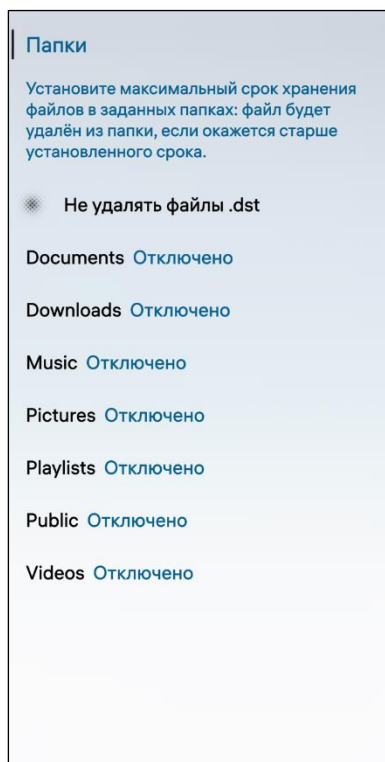 Папки
Установите максимальный срок хранения
файлов в заданных папках: файл будет
удалён из папки, если окажется старше
установленного срока.
Не удалять файлы .dst
Documents Отключено
Downloads Отключено
Music Отключено
Pictures Отключено
Playlists Отключено
Public Отключено
Videos Отключено